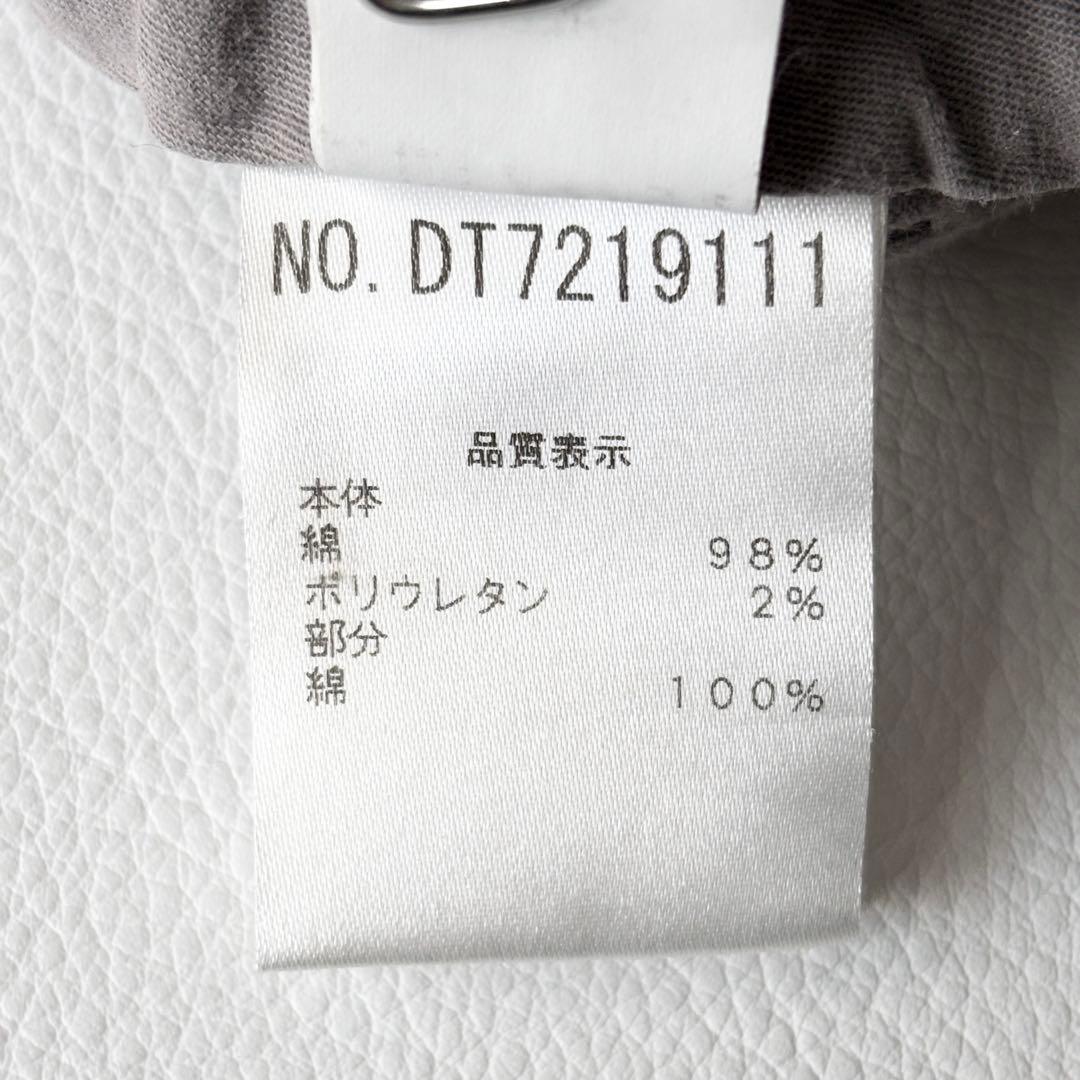 NO. DT7219111
品質表示
本体
綿 98%
ポリウレタン 2%
部分
綿 100%